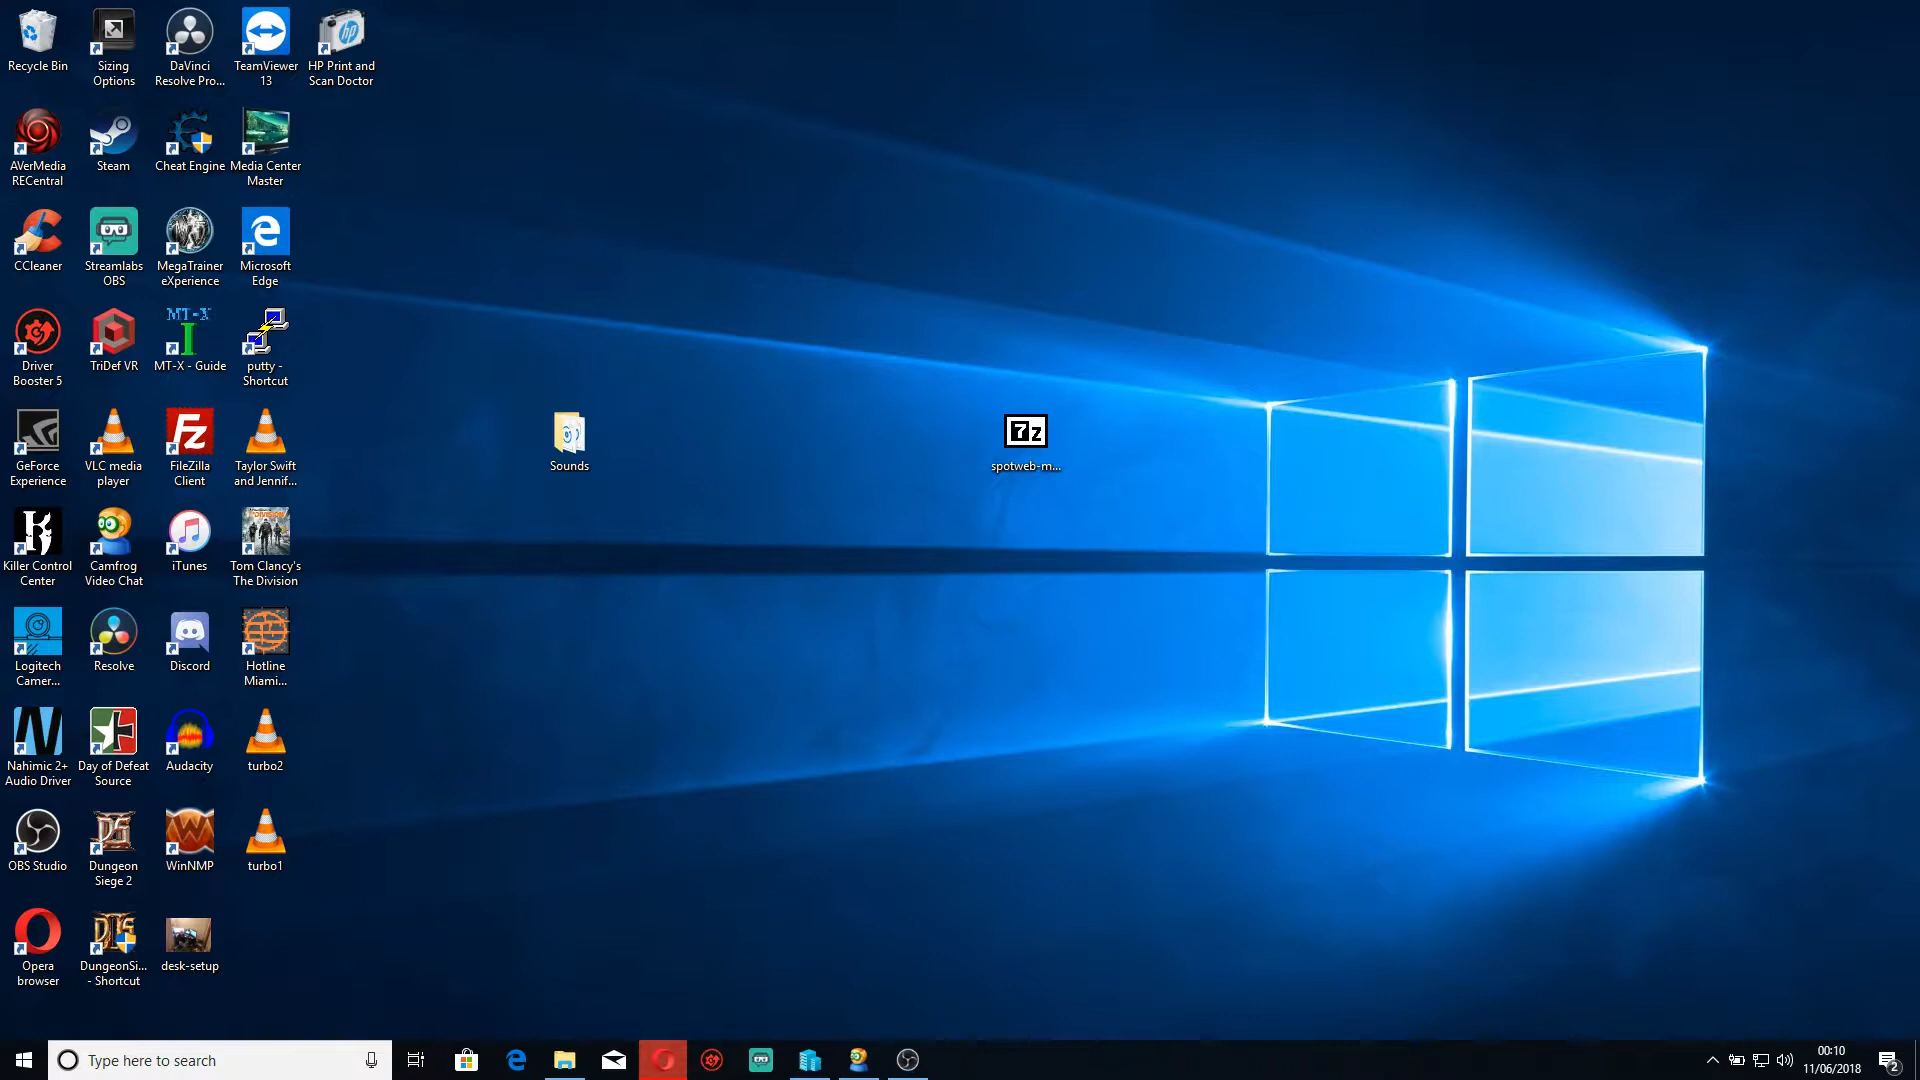 Recycle Bin
Sizing
Options
DaVinci
Resolve Pro...
TeamViewer
13
HP Print and
Scan Doctor
AVerMedia
RECentral
Steam
Cheat Engine
Media Center
Master
CCleaner
Streamlabs
OBS
MegaTrainer
eXperience
Microsoft
Edge
Driver
Booster 5
TriDef VR
MT-X
MT-X - Guide
putty -
Shortcut
GeForce
Experience
VLC media
player
FileZilla
Client
Taylor Swift
and Jennif...
Sounds
7z
spotweb-m...
Killer Control
Center
Camfrog
Video Chat
iTunes
Tom Clancy's
The Division
Logitech
Camer...
Resolve
Discord
Hotline
Miami...
Nahimic 2+
Audio Driver
Day of Defeat
Source
Audacity
turbo2
OBS Studio
Dungeon
Siege 2
WinNMP
turbo1
Opera
browser
DungeonSi...
- Shortcut
desk-setup
Type here to search
00:10
11/06/2018
2